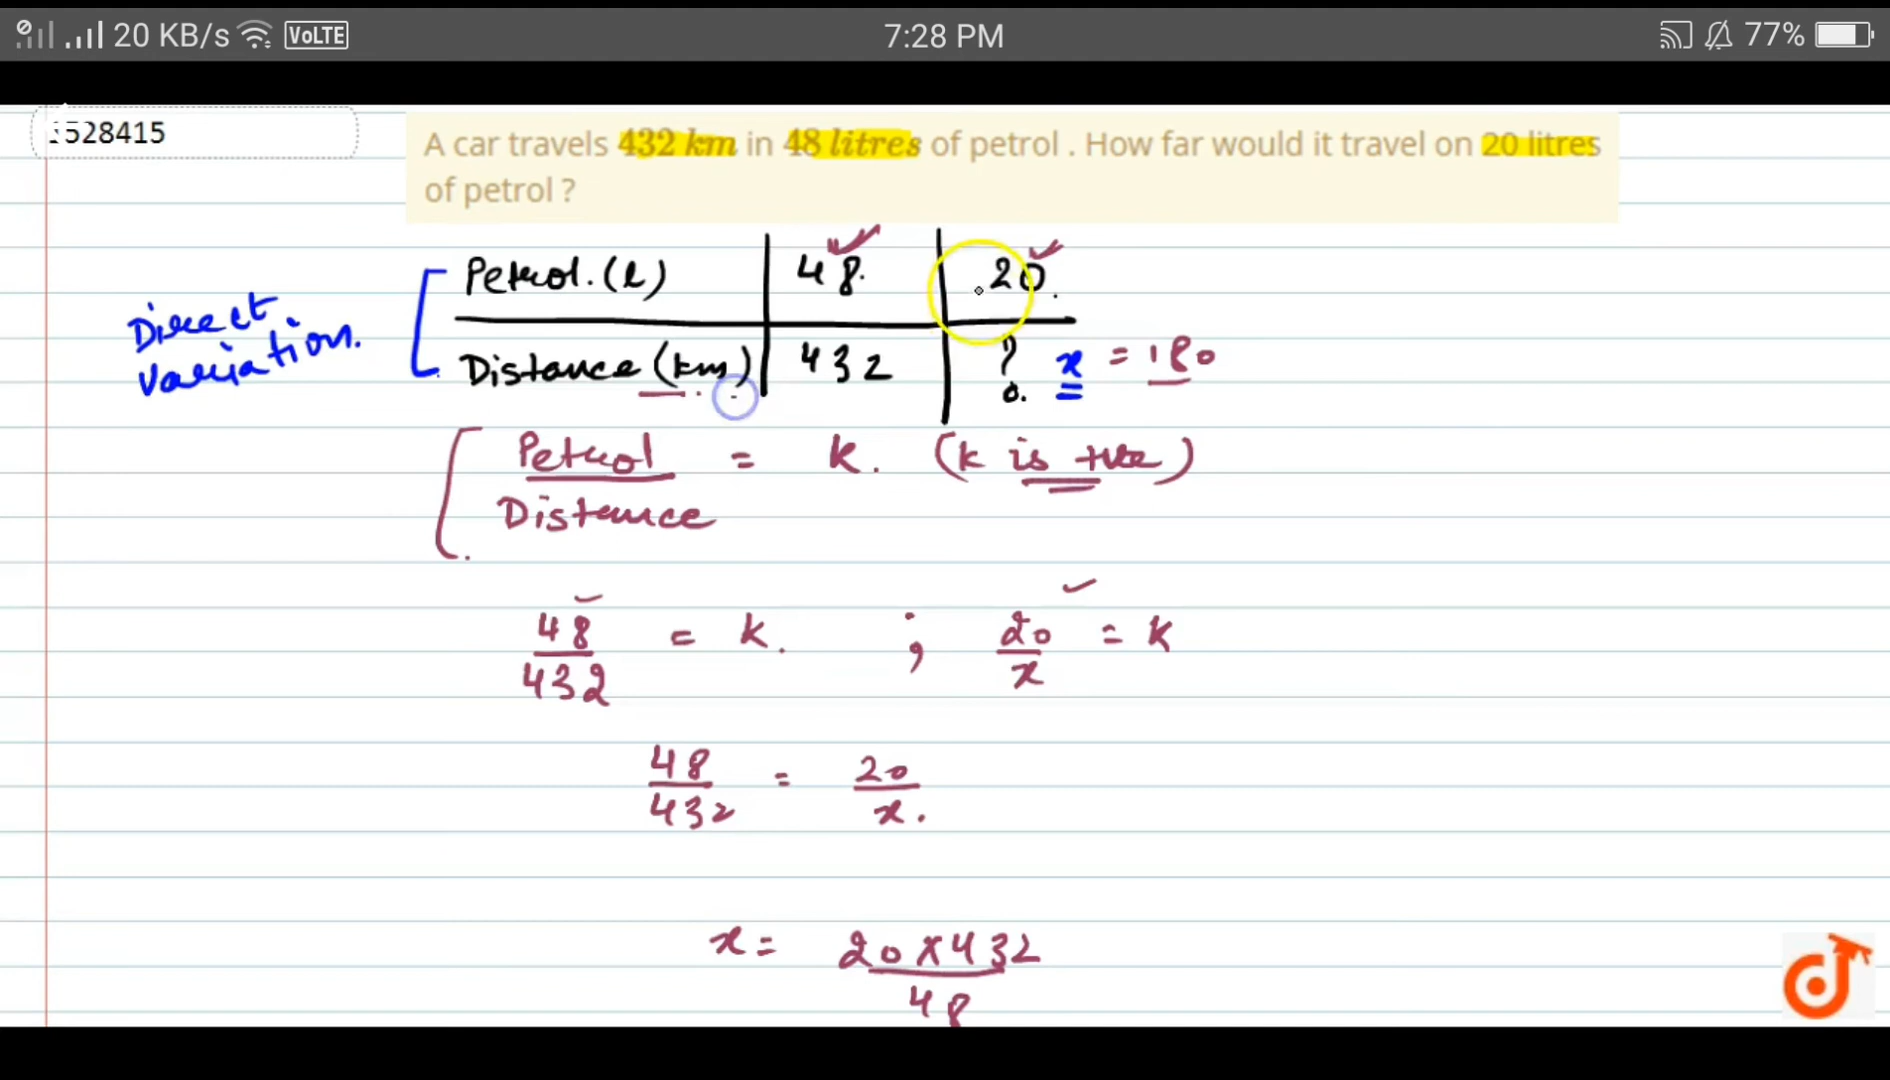 20 KB/s VoLTE 7:28 PM 77%
1528415
A car travels 432 km in 48 litres of petrol . How far would it travel on 20 litres
of petrol ?
Petrol.(l) 48. 20.
Direct
variation.
Distance (km) 432 ? x = 180
Petrol = k. (k is +ve)
Distance
48 = k. ; 20 = k
432 x
48 = 20
432 x.
x = 20 x 432
48